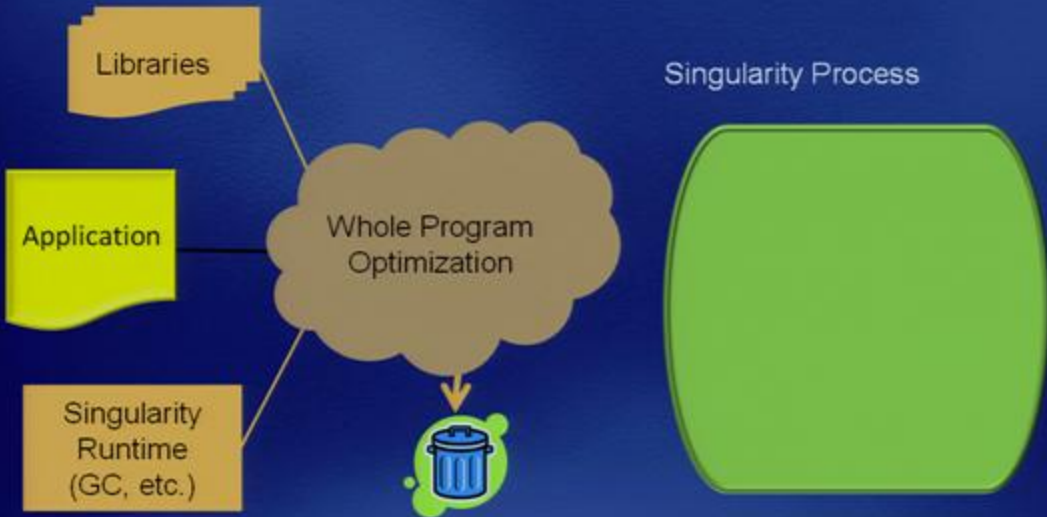 Libraries
Singularity Process
Application
Whole Program
Optimization
Singularity
Runtime
(GC, etc.)